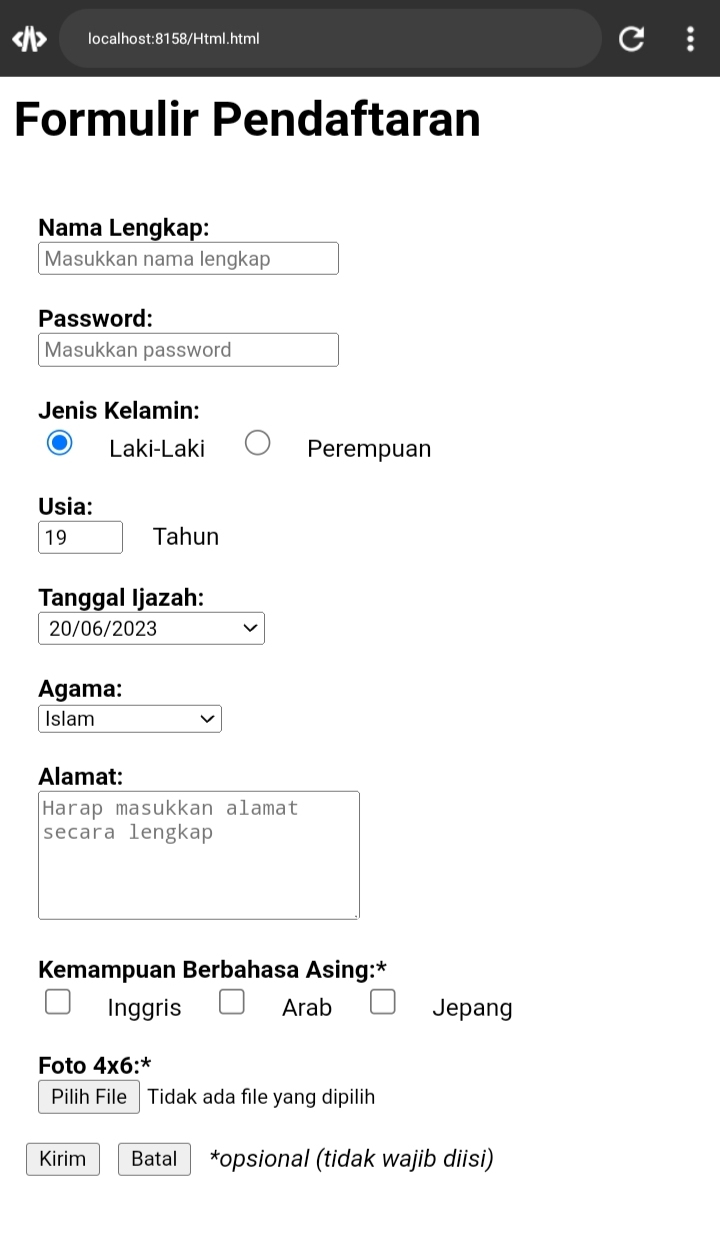 localhost:8158/Html.html
Formulir Pendaftaran
Nama Lengkap:
Masukkan nama lengkap
Password:
Masukkan password
Jenis Kelamin:
Laki-Laki Perempuan
Usia:
19 Tahun
Tanggal Ijazah:
20/06/2023
Agama:
Islam
Alamat:
Harap masukkan alamat
secara lengkap
Kemampuan Berbahasa Asing:*
Inggris Arab Jepang
Foto 4x6:*
Pilih File Tidak ada file yang dipilih
Kirim Batal *opsional (tidak wajib diisi)